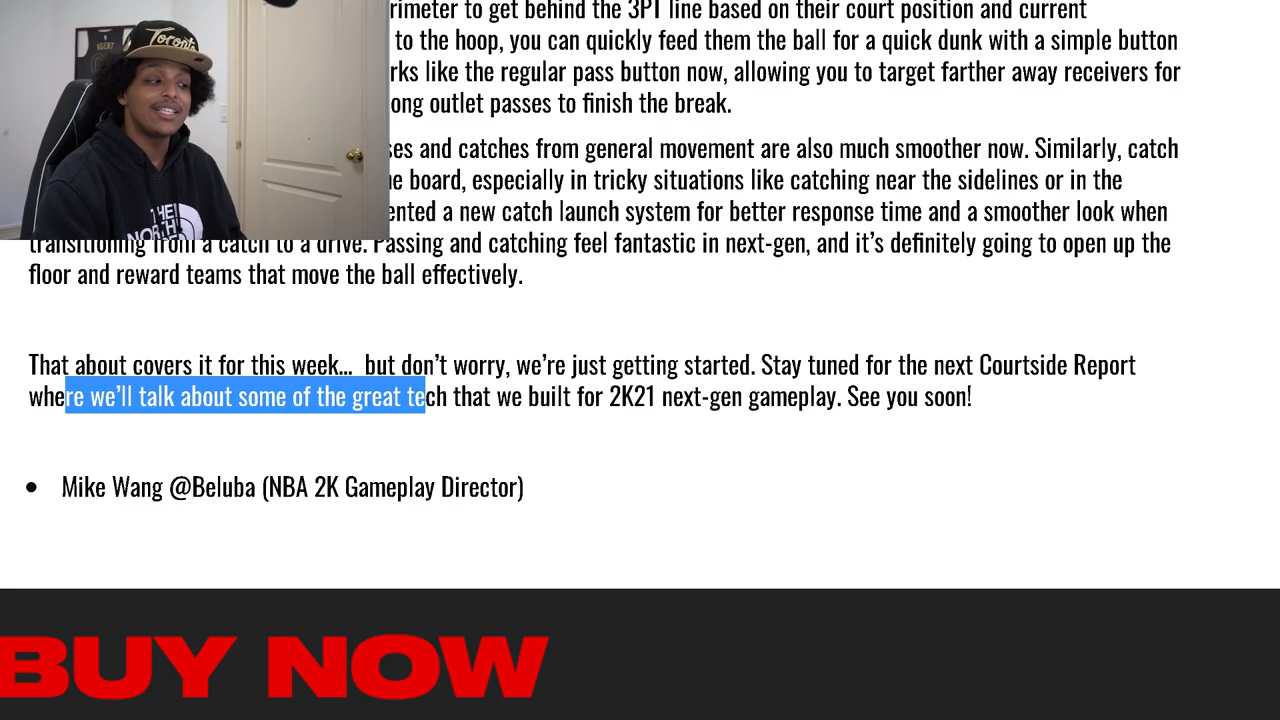 Toronto
AGENT
THE
NORTH
to get behind the 3PT line based on their court position and current
to the hoop, you can quickly feed them the ball for a quick dunk with a simple button
like the regular pass button now, allowing you to target farther away receivers for
outlet passes to finish the break.
and catches from general movement are also much smoother now. Similarly, catch
board, especially in tricky situations like catching near the sidelines or in the
a new catch launch system for better response time and a smoother look when
transitioning from a catch to a drive. Passing and catching feel fantastic in next-gen, and it's definitely going to open up the
floor and reward teams that move the ball effectively.
That about covers it for this week... but don't worry, we're just getting started. Stay tuned for the next Courtside Report
where we'll talk about some of the great tech that we built for 2K21 next-gen gameplay. See you soon!
• Mike Wang @Beluba (NBA 2K Gameplay Director)
BUY NOW